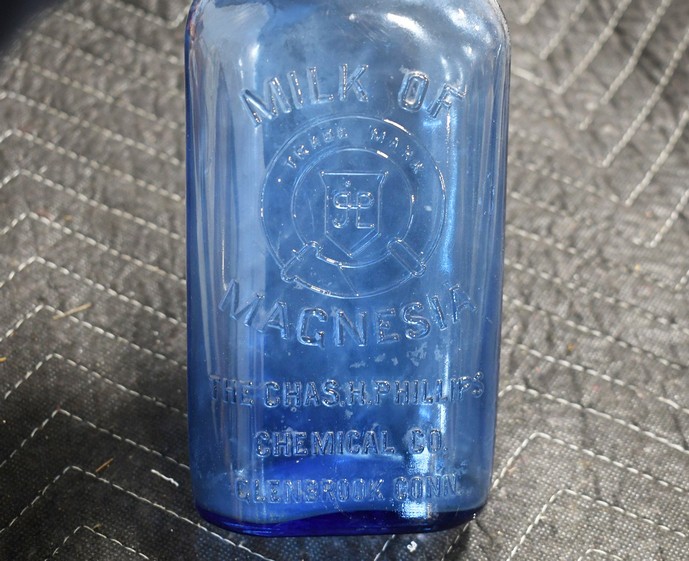 MILK OF
TRADE MARK
MAGNESIA
THE CHAS. H. PHILLIPS
CHEMICAL CO.
GLENBROOK CONN.